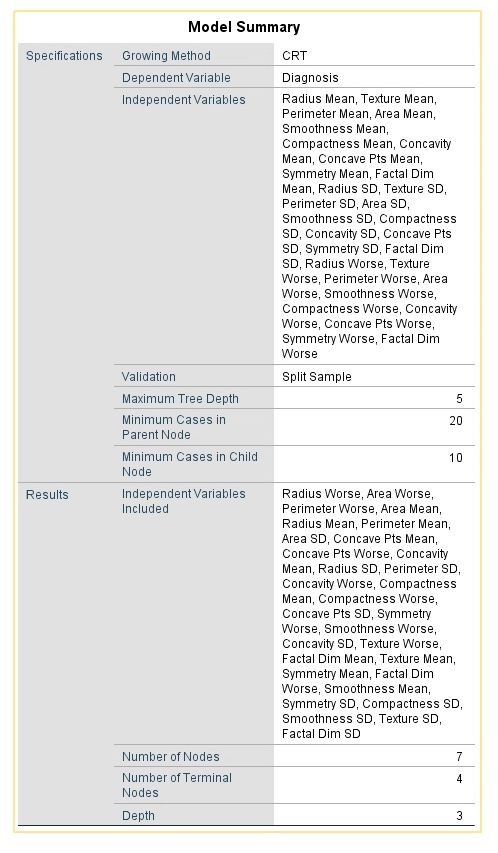 Model Summary
Specifications Growing Method CRT
Dependent Variable Diagnosis
Independent Variables Radius Mean, Texture Mean,
Perimeter Mean, Area Mean,
Smoothness Mean,
Compactness Mean, Concavity
Mean, Concave Pts Mean,
Symmetry Mean, Factal Dim
Mean, Radius SD, Texture SD,
Perimeter SD, Area SD,
Smoothness SD, Compactness
SD, Concavity SD, Concave Pts
SD, Symmetry SD, Factal Dim
SD, Radius Worse, Texture
Worse, Perimeter Worse, Area
Worse, Smoothness Worse,
Compactness Worse, Concavity
Worse, Concave Pts Worse,
Symmetry Worse, Factal Dim
Worse
Validation Split Sample
Maximum Tree Depth 5
Minimum Cases in
Parent Node 20
Minimum Cases in Child
Node 10
Results Independent Variables
Included
Radius Worse, Area Worse,
Perimeter Worse, Area Mean,
Radius Mean, Perimeter Mean,
Area SD, Concave Pts Mean,
Concave Pts Worse, Concavity
Mean, Radius SD, Perimeter SD,
Concavity Worse, Compactness
Mean, Compactness Worse,
Concave Pts SD, Symmetry
Worse, Smoothness Worse,
Concavity SD, Texture Worse,
Factal Dim Mean, Texture Mean,
Symmetry Mean, Factal Dim
Worse, Smoothness Mean,
Symmetry SD, Compactness SD,
Smoothness SD, Texture SD,
Factal Dim SD
Number of Nodes 7
Number of Terminal
Nodes 4
Depth 3